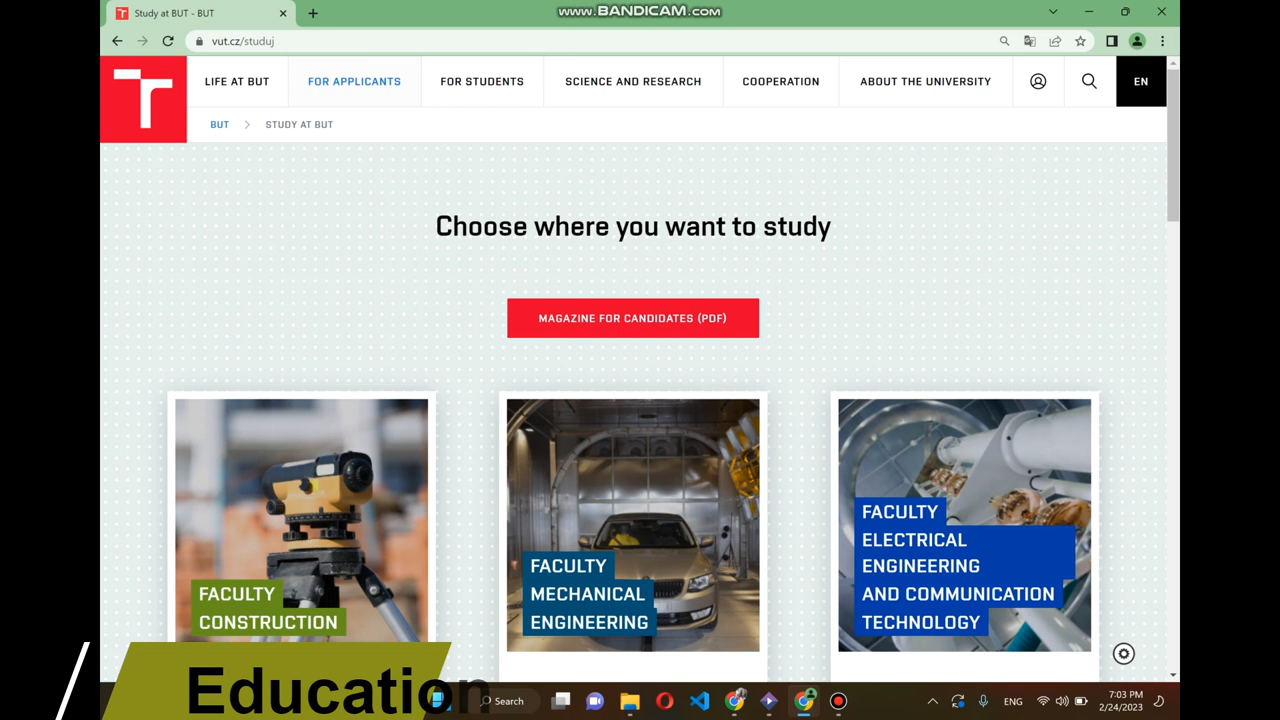 Study at BUT - BUT
WWW.BANDICAM.COM
vut.cz/studuj
LIFE AT BUT
FOR APPLICANTS
FOR STUDENTS
SCIENCE AND RESEARCH
COOPERATION
ABOUT THE UNIVERSITY
EN
BUT
STUDY AT BUT
Choose where you want to study
MAGAZINE FOR CANDIDATES (PDF)
FACULTY
CONSTRUCTION
FACULTY
MECHANICAL
ENGINEERING
FACULTY
ELECTRICAL
ENGINEERING
AND COMMUNICATION
TECHNOLOGY
Education
Search
ENG
7:03 PM
2/24/2023